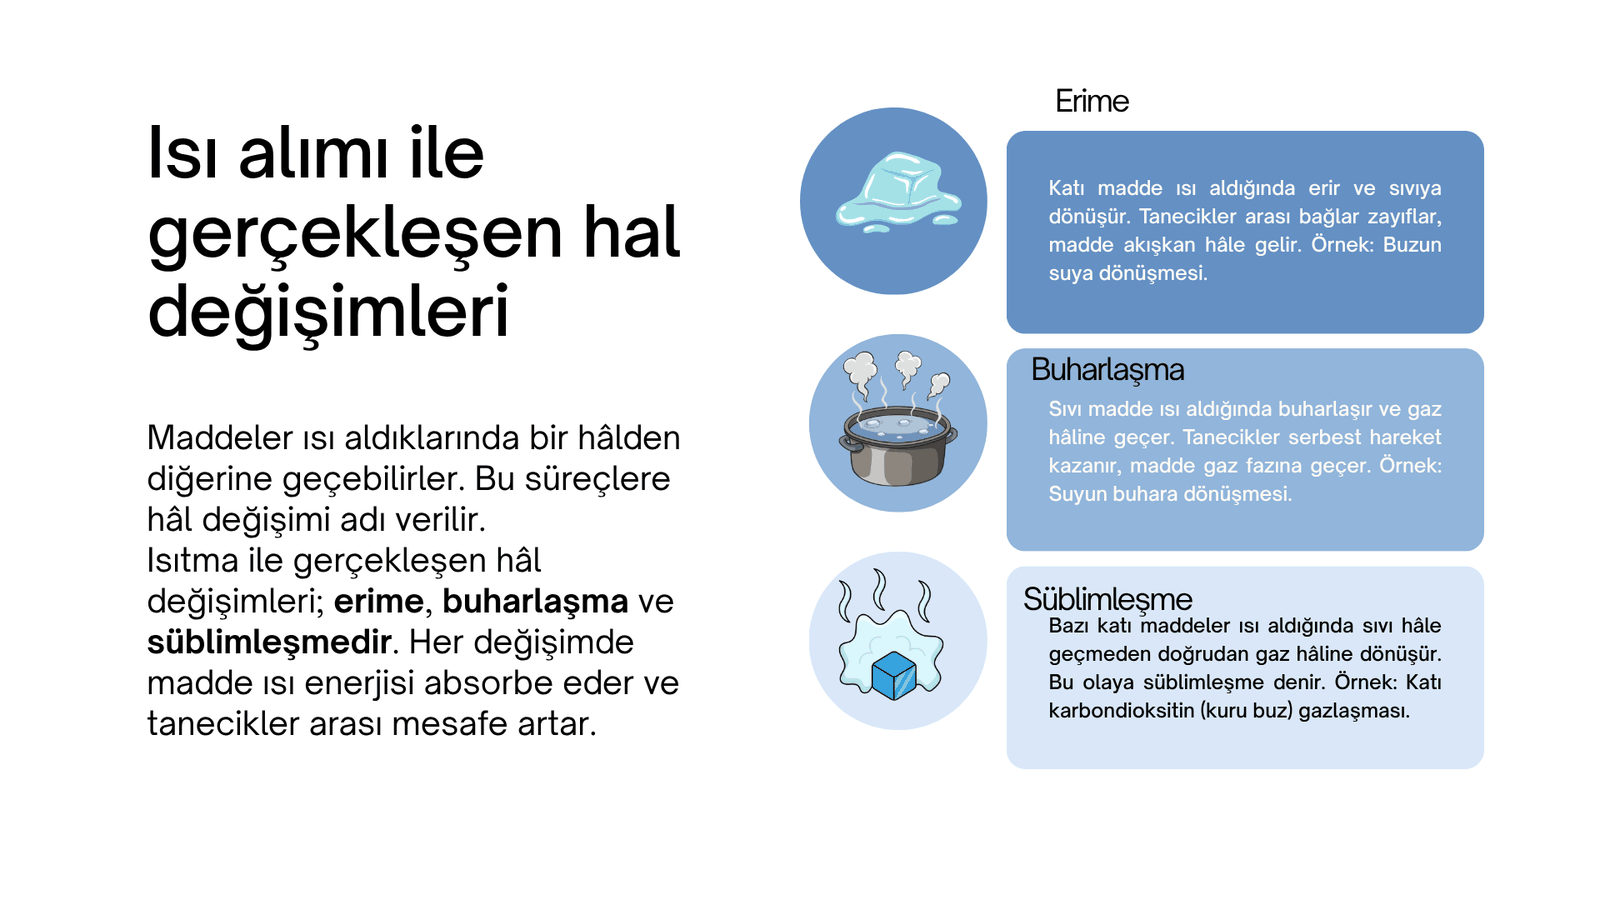 Isı alımı ile
gerçekleşen hal
değişimleri
Maddeler ısı aldıklarında bir hâlden
diğerine geçebilirler. Bu süreçlere
hâl değişimi adı verilir.
Isıtma ile gerçekleşen hâl
değişimleri; erime, buharlaşma ve
süblimleşmedir. Her değişimde
madde ısı enerjisi absorbe eder ve
tanecikler arası mesafe artar.
Erime
Katı madde ısı aldığında erir ve sıvıya
dönüşür. Tanecikler arası bağlar zayıflar,
madde akışkan hâle gelir. Örnek: Buzun
suya dönüşmesi.
Buharlaşma
Sıvı madde ısı aldığında buharlaşır ve gaz
hâline geçer. Tanecikler serbest hareket
kazanır, madde gaz fazına geçer. Örnek:
Suyun buhara dönüşmesi.
Süblimleşme
Bazı katı maddeler ısı aldığında sıvı hâle
geçmeden doğrudan gaz hâline dönüşür.
Bu olaya süblimleşme denir. Örnek: Katı
karbondioksitin (kuru buz) gazlaşması.